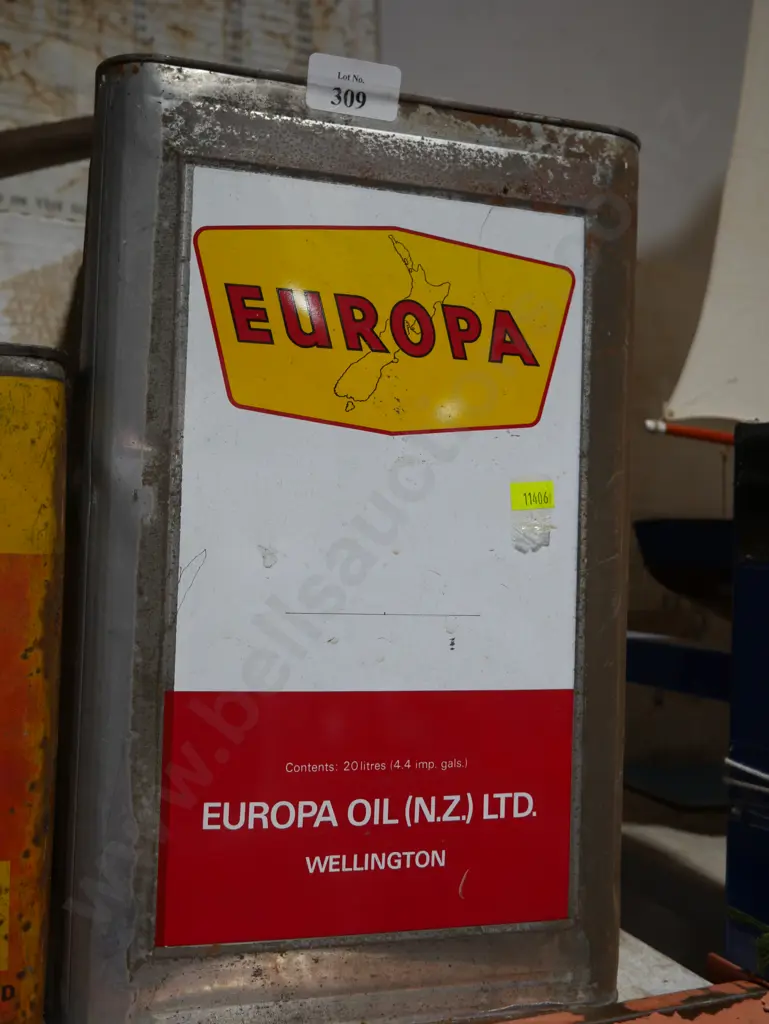 Lot No.
309
EUROPA
11406
Contents: 20 litres (4.4 imp. gals.)
EUROPA OIL (N.Z.) LTD.
WELLINGTON
D